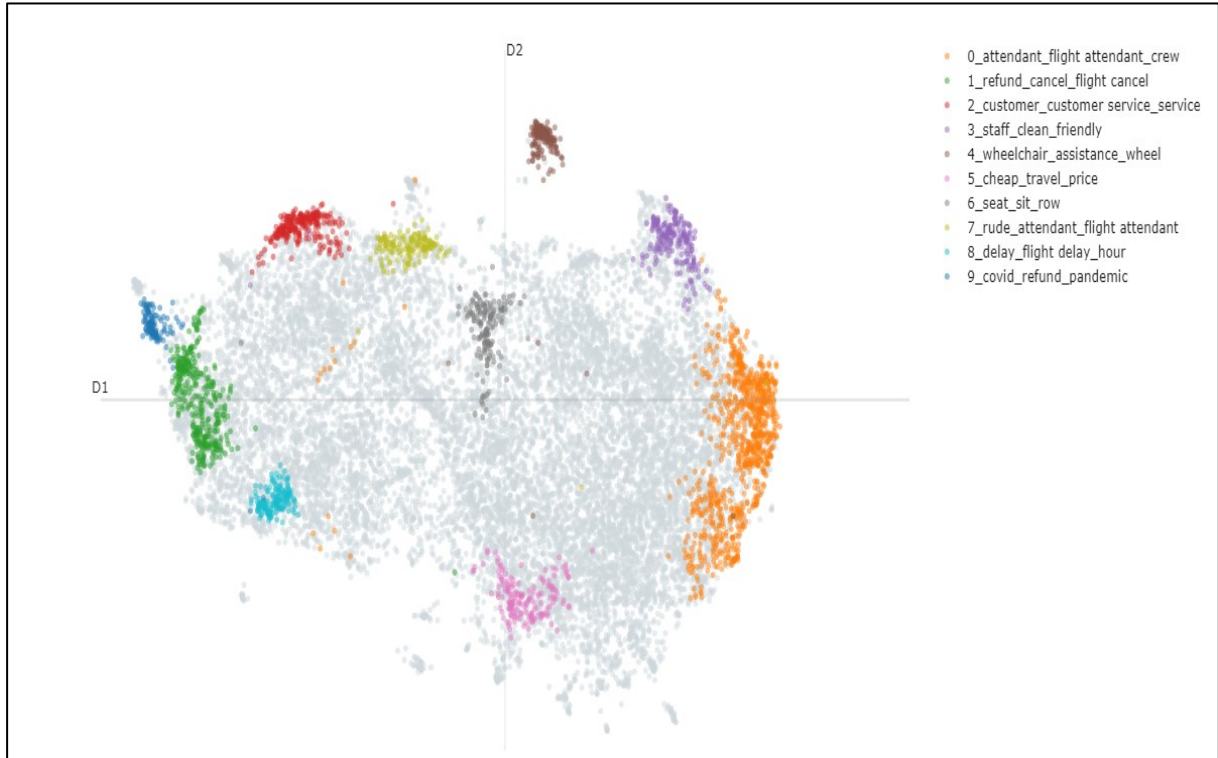 D2
D1
0_attendant_flight attendant_crew
1_refund_cancel_flight cancel
2_customer_customer service_service
3_staff_clean_friendly
4_wheelchair_assistance_wheel
5_cheap_travel_price
6_seat_sit_row
7_rude_attendant_flight attendant
8_delay_flight delay_hour
9_covid_refund_pandemic